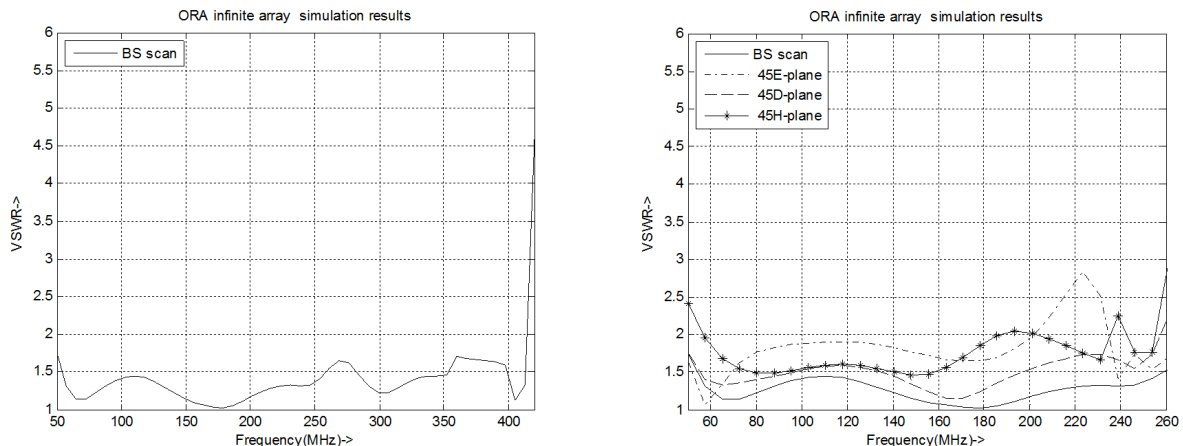 ORA infinite array simulation results
6
BS scan
5.5
5
4.5
4
3.5
VSWR->
3
2.5
2
1.5
1
50 100 150 200 250 300 350 400
Frequency(MHz)->
ORA infinite array simulation results
6
BS scan
45E-plane
5.5
45D-plane
5
45H-plane
4.5
4
3.5
VSWR->
3
2.5
2
1.5
1
60 80 100 120 140 160 180 200 220 240 260
Frequency(MHz)->